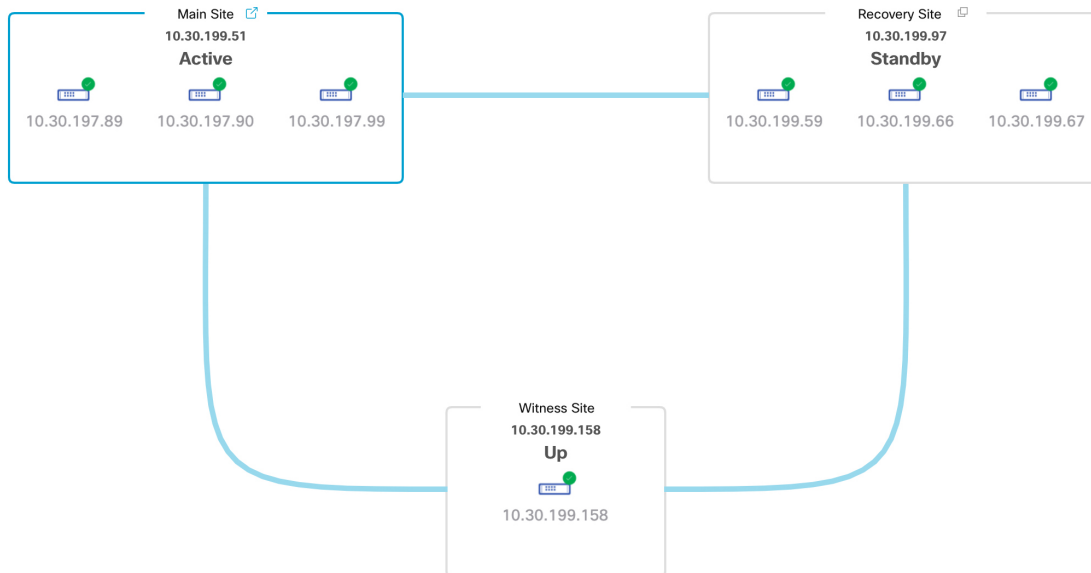 Main Site
10.30.199.51
Active
10.30.197.89
10.30.197.90
10.30.197.99
Recovery Site
10.30.199.97
Standby
10.30.199.59
10.30.199.66
10.30.199.67
Witness Site
10.30.199.158
Up
10.30.199.158